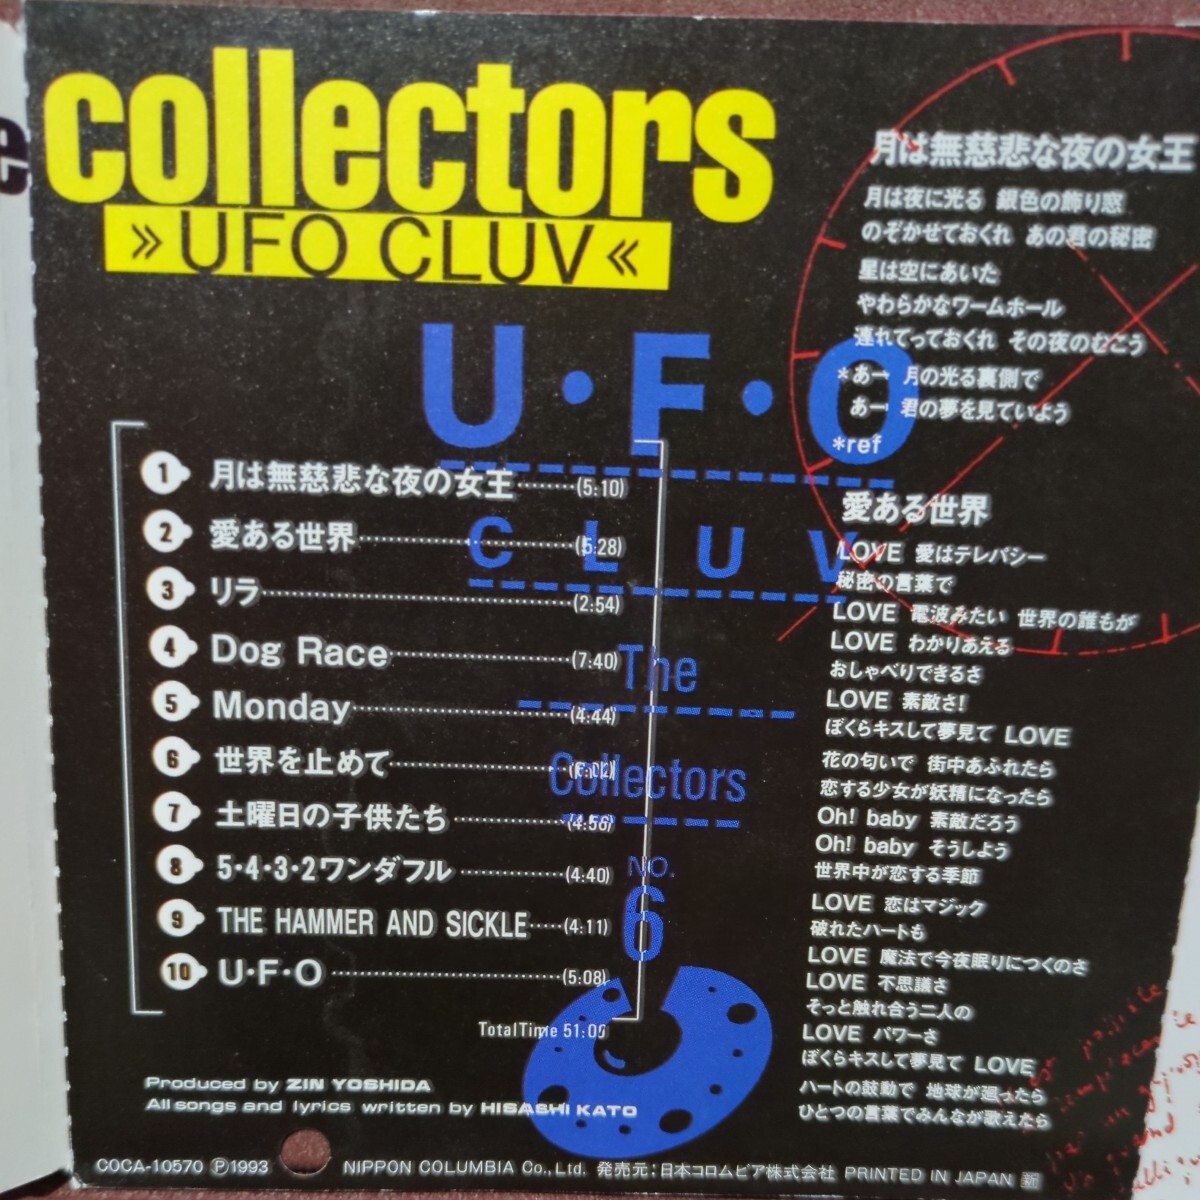 e
collectors
»UFO CLUV«
U・F・O
CLUV
The
Collectors
NO.
6
1 月は無慈悲な夜の女王 (5:10)
2 愛ある世界 (5:28)
3 リラ (2:54)
4 Dog Race (7:40)
5 Monday (4:44)
6 世界を止めて (6:02)
7 土曜日の子供たち (4:56)
8 5・4・3・2ワンダフル (4:40)
9 THE HAMMER AND SICKLE (4:11)
10 U・F・O (5:08)
TotalTime 51:00
Produced by ZIN YOSHIDA
All songs and lyrics written by HISASHI KATO
COCA-10570 Ⓟ1993 NIPPON COLUMBIA Co., Ltd. 発売元:日本コロムビア株式会社 PRINTED IN JAPAN 新
月は無慈悲な夜の女王
月は夜に光る 銀色の飾り窓
のぞかせておくれ あの君の秘密
星は空にあいた
やわらかなワームホール
連れてっておくれ その夜のむこう
*あー 月の光る裏側で
あー 君の夢を見ていよう
*ref
愛ある世界
LOVE 愛はテレパシー
秘密の言葉で
LOVE 電波みたい 世界の誰もが
LOVE わかりあえる
おしゃべりできるさ
LOVE 素敵さ!
ぼくらキスして夢見て LOVE
花の匂いで 街中あふれたら
恋する少女が妖精になったら
Oh! baby 素敵だろう
Oh! baby そうしよう
世界中が恋する季節
LOVE 恋はマジック
破れたハートも
LOVE 魔法で今夜眠りにつくのさ
LOVE 不思議さ
そっと触れ合う二人の
LOVE パワーさ
ぼくらキスして夢見て LOVE
ハートの鼓動で 地球が廻ったら
ひとつの言葉でみんなが歌えたら